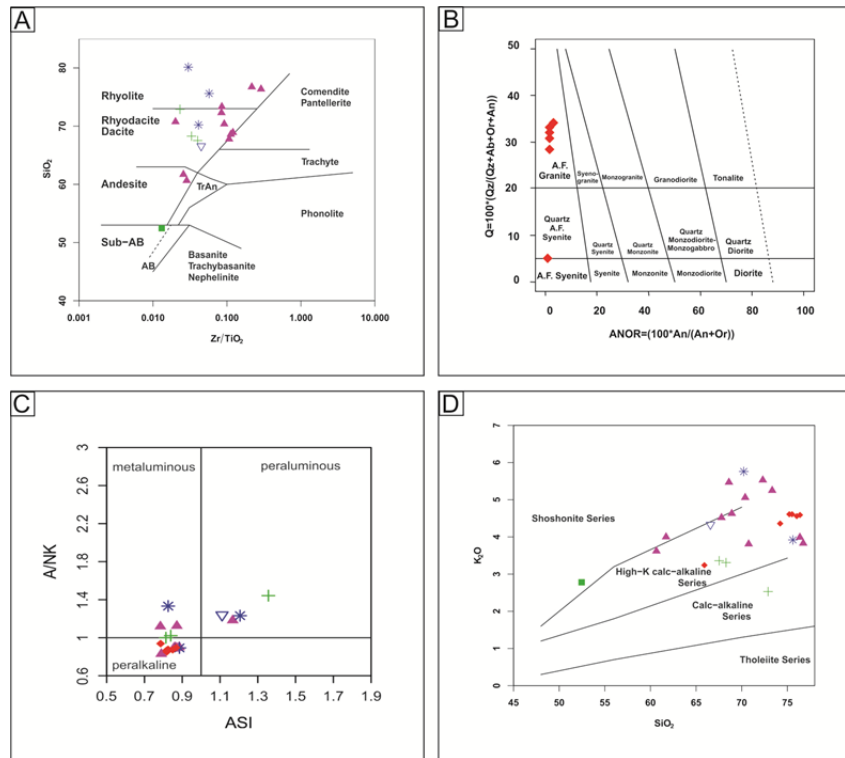 A
SiO2
80
70
60
50
40
Rhyolite
Rhyodacite
Dacite
Andesite
Sub−AB
AB
TrAn
Comendite
Pantellerite
Trachyte
Phonolite
Basanite
Trachybasanite
Nephelinite
0.001
0.010
0.100
1.000
10.000
Zr/TiO2
B
Q=100*(Qz/(Qz+Ab+Or+An))
50
40
30
20
10
0
A.F.
Granite
Syeno-
granite
Monzogranite
Granodiorite
Tonalite
Quartz
A.F.
Syenite
Quartz
Syenite
Quartz
Monzonite
Quartz
Monzodiorite-
Monzogabbro
Quartz
Diorite
A.F. Syenite
Syenite
Monzonite
Monzodiorite
Diorite
0
20
40
60
80
100
ANOR=(100*An/(An+Or))
C
A/NK
3
2.6
2.2
1.8
1.4
1
0.6
metaluminous
peraluminous
peralkaline
0.5
0.7
0.9
1.1
1.3
1.5
1.7
1.9
ASI
D
K2O
7
6
5
4
3
2
1
0
Shoshonite Series
High−K calc−alkaline
Series
Calc−alkaline
Series
Tholeiite Series
45
50
55
60
65
70
75
SiO2